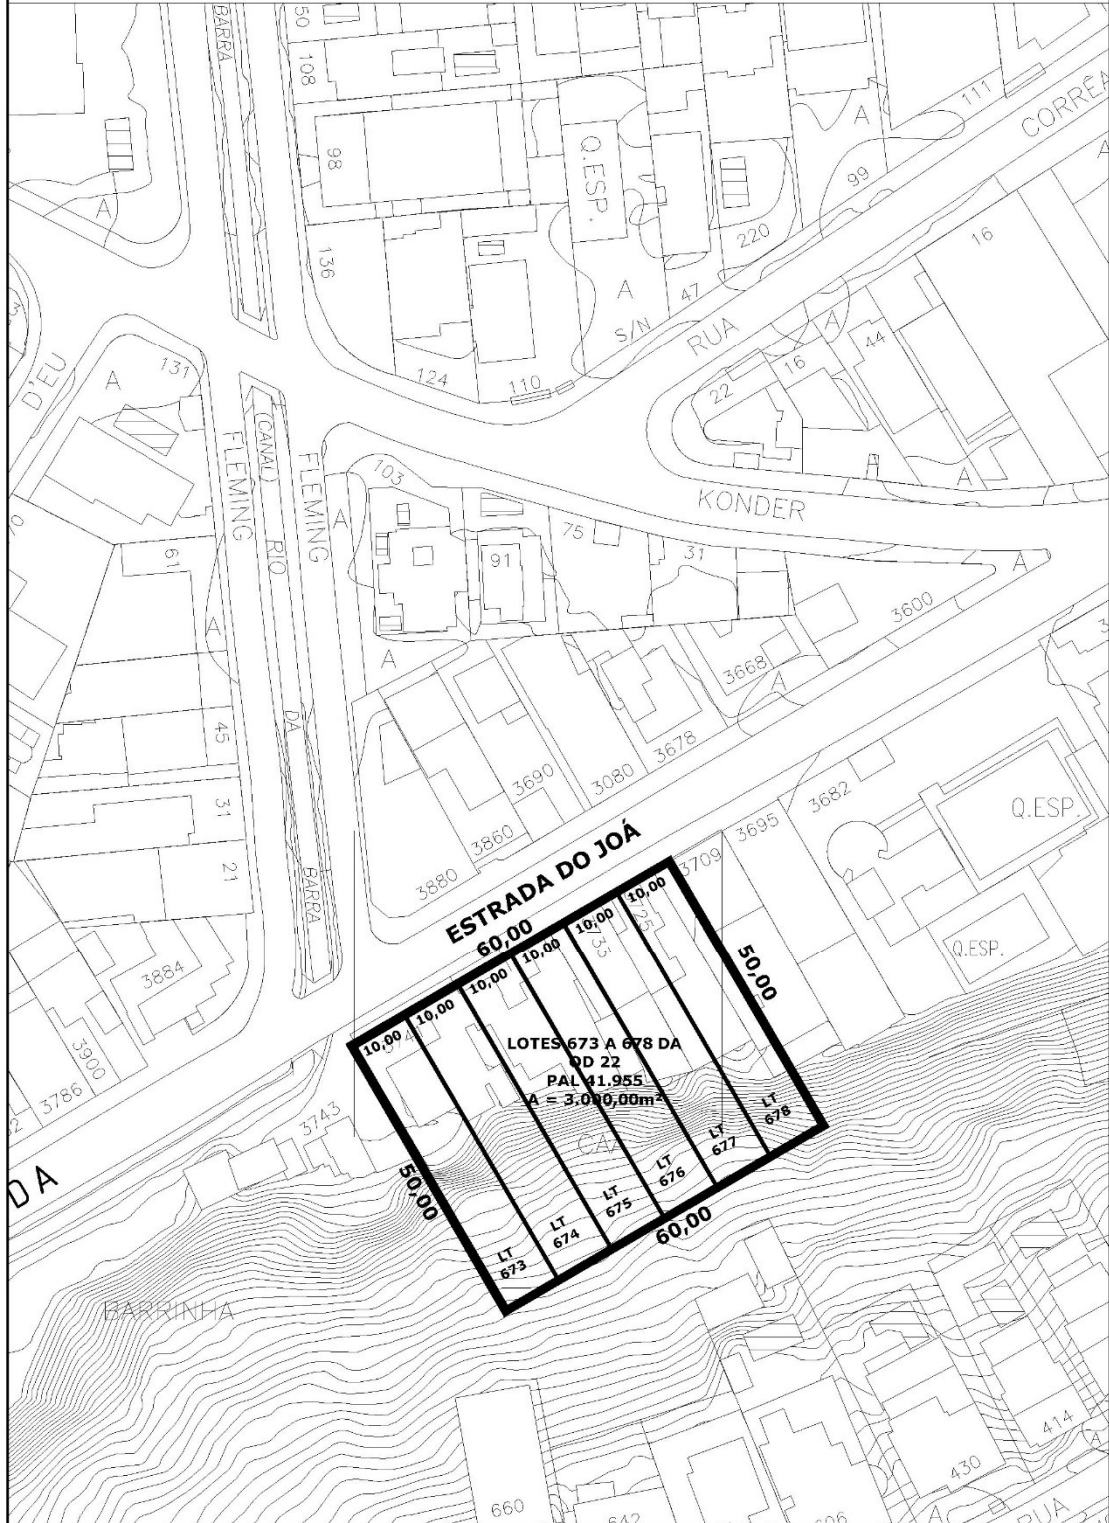 BARRA
50
108
111
CORRÊA
A
98
Q.ESP.
A
99
A
A
220
16
136
A
47
S/N
RUA
D'EU
131
A
124
110
44
A
16
22
FLEMING
(CANAL)
FLEMING
103
A
KONDER
A
A
61
RIO
91
75
31
A
A
3600
A
3668
A
45
DA
3690
3080
3678
31
3682
Q.ESP.
3860
3695
21
BARRA
3880
ESTRADA DO JOÁ
3709
60,00
10,00
10,00
10,00
10,00
10,00
10,00
3733
50,00
Q.ESP.
3884
3900
3786
LOTES 673 A 678 DA
QD 22
PAL 41.955
A = 3.000,00m²
3743
DA
50,00
LT
678
LT
677
LT
676
LT
675
LT
674
LT
673
60,00
BARRINHA
414
A
430
660
642
A
RUA